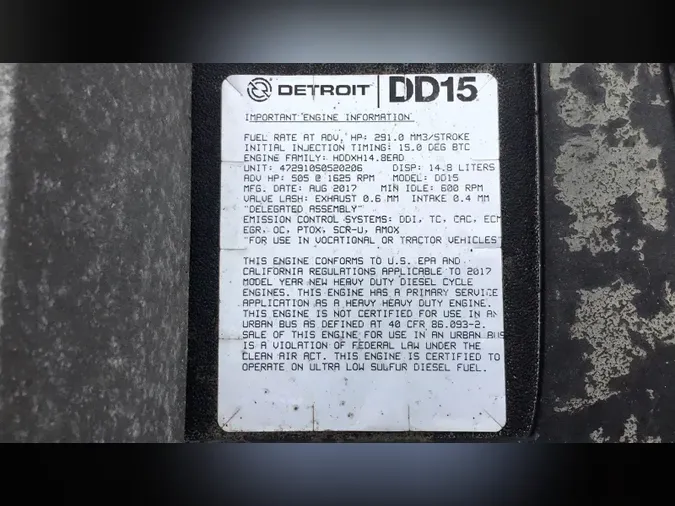 DETROIT DD15
IMPORTANT ENGINE INFORMATION
FUEL RATE AT ADV, HP: 291.0 MM3/STROKE
INITIAL INJECTION TIMING: 15.0 DEG BTC
ENGINE FAMILY: HDDXH14.8EAD
UNIT: 472910S0520206 DISP: 14.8 LITERS
ADV HP: 505 @ 1625 RPM MODEL: DD15
MFG. DATE: AUG 2017 MIN IDLE: 600 RPM
VALVE LASH: EXHAUST 0.6 MM INTAKE 0.4 MM
"DELEGATED ASSEMBLY"
EMISSION CONTROL SYSTEMS: DDI, TC, CAC, ECM
EGR, OC, PTOX, SCR-U, AMOX
"FOR USE IN VOCATIONAL OR TRACTOR VEHICLES"
THIS ENGINE CONFORMS TO U.S. EPA AND
CALIFORNIA REGULATIONS APPLICABLE TO 2017
MODEL YEAR NEW HEAVY DUTY DIESEL CYCLE
ENGINES. THIS ENGINE HAS A PRIMARY SERVICE
APPLICATION AS A HEAVY HEAVY DUTY ENGINE.
THIS ENGINE IS NOT CERTIFIED FOR USE IN AN
URBAN BUS AS DEFINED AT 40 CFR 86.093-2.
SALE OF THIS ENGINE FOR USE IN AN URBAN BUS
IS A VIOLATION OF FEDERAL LAW UNDER THE
CLEAN AIR ACT. THIS ENGINE IS CERTIFIED TO
OPERATE ON ULTRA LOW SULFUR DIESEL FUEL.